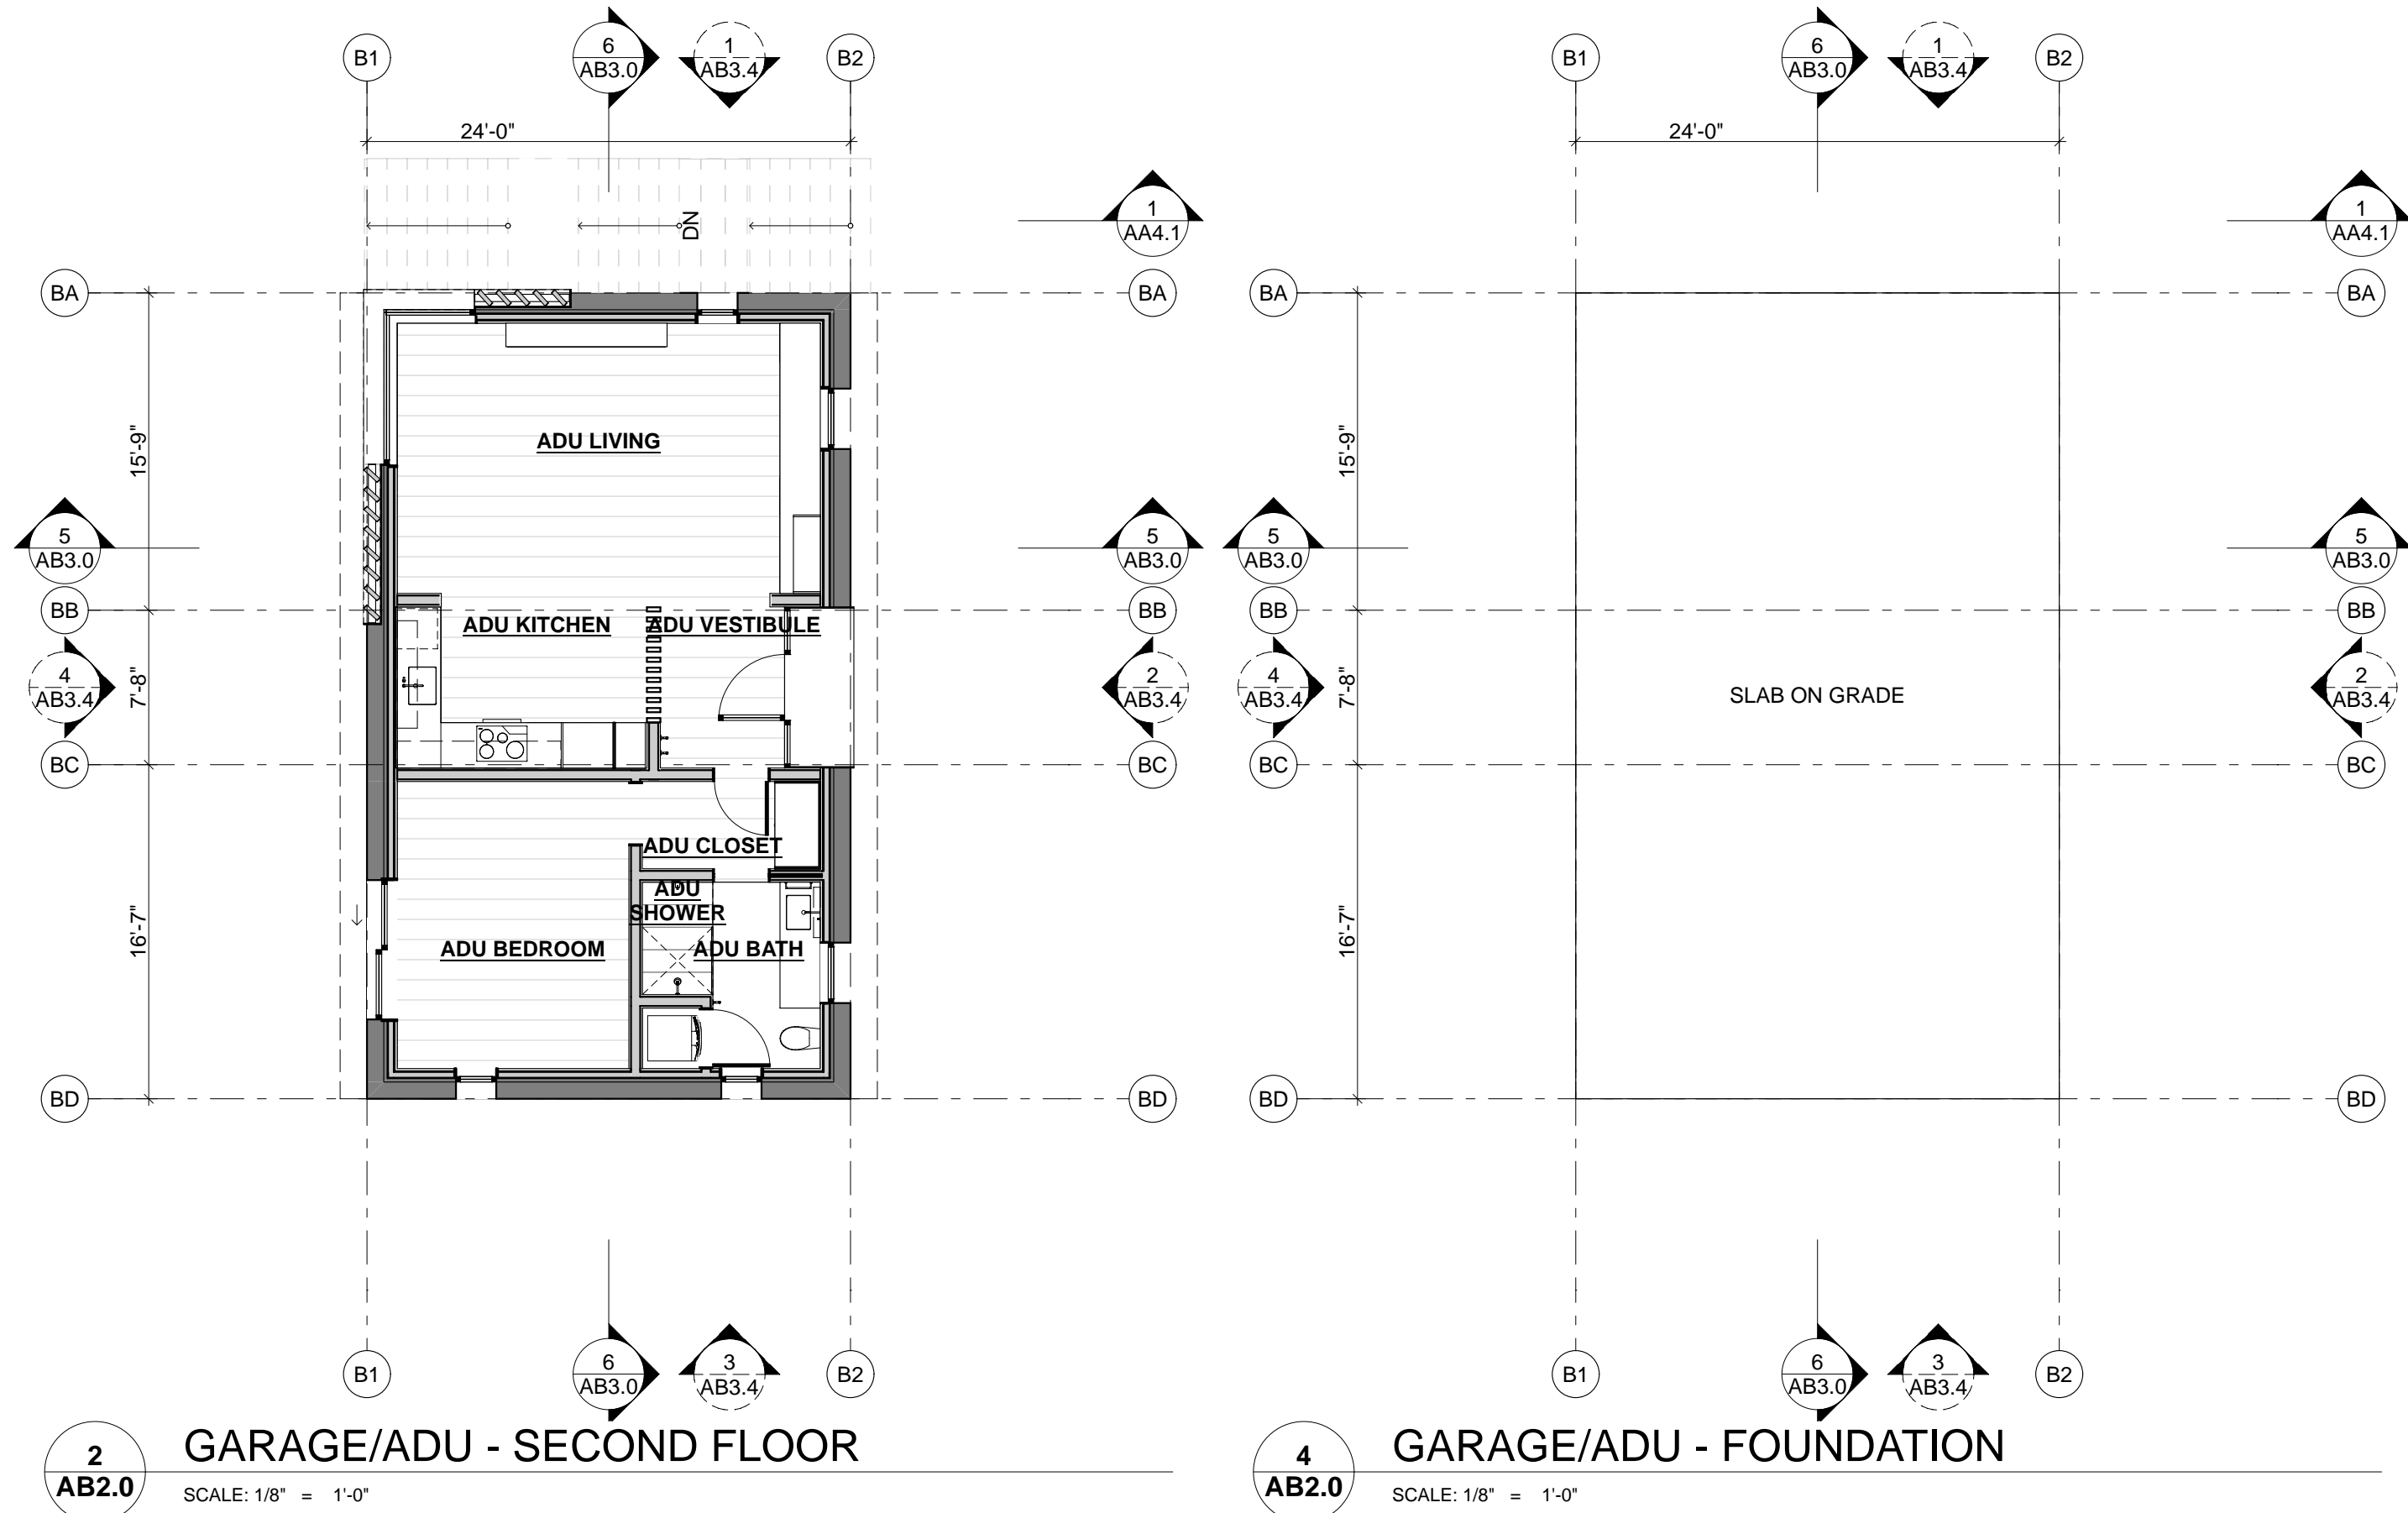 B1
6
AB3.0
1
AB3.4
B2
B1
6
AB3.0
1
AB3.4
B2
24'-0"
24'-0"
DN
1
AA4.1
1
AA4.1
BA
BA
BA
BA
ADU LIVING
15'-9"
15'-9"
5
AB3.0
5
AB3.0
5
AB3.0
5
AB3.0
BB
BB
BB
BB
ADU KITCHEN
ADU VESTIBULE
4
AB3.4
7'-8"
2
AB3.4
4
AB3.4
7'-8"
SLAB ON GRADE
2
AB3.4
BC
BC
BC
BC
ADU CLOSET
ADU
SHOWER
16'-7"
ADU BEDROOM
ADU BATH
16'-7"
BD
BD
BD
BD
B1
6
AB3.0
3
AB3.4
B2
B1
6
AB3.0
3
AB3.4
B2
2
AB2.0
GARAGE/ADU - SECOND FLOOR
SCALE: 1/8" = 1'-0"
4
AB2.0
GARAGE/ADU - FOUNDATION
SCALE: 1/8" = 1'-0"